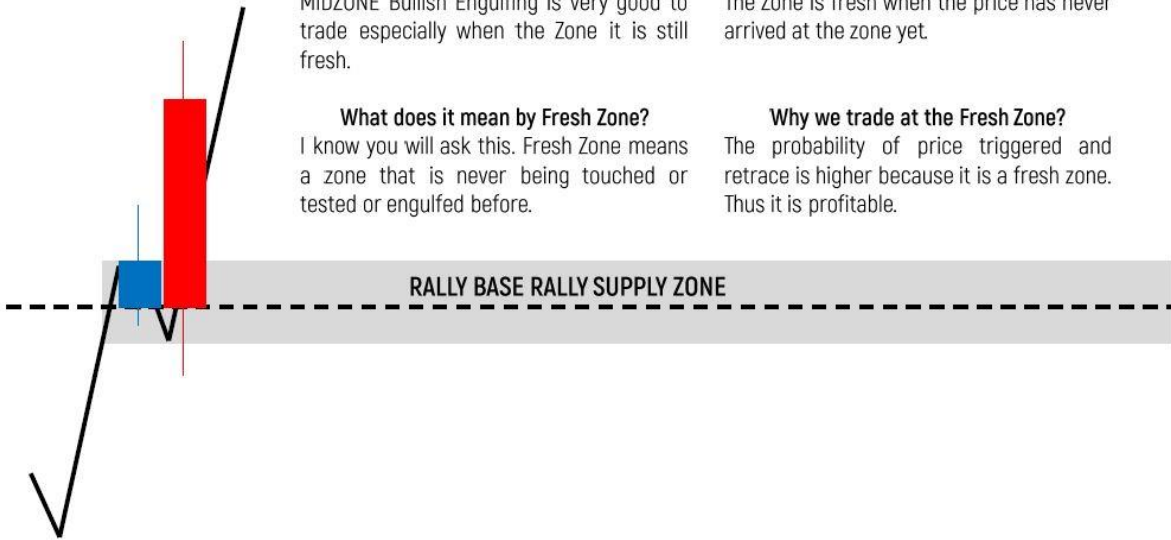 MIDZONE Bullish Engulfing is very good to
trade especially when the Zone it is still
fresh.
What does it mean by Fresh Zone?
I know you will ask this. Fresh Zone means
a zone that is never being touched or
tested or engulfed before.
The Zone is fresh when the price has never
arrived at the zone yet.
Why we trade at the Fresh Zone?
The probability of price triggered and
retrace is higher because it is a fresh zone.
Thus it is profitable.
RALLY BASE RALLY SUPPLY ZONE